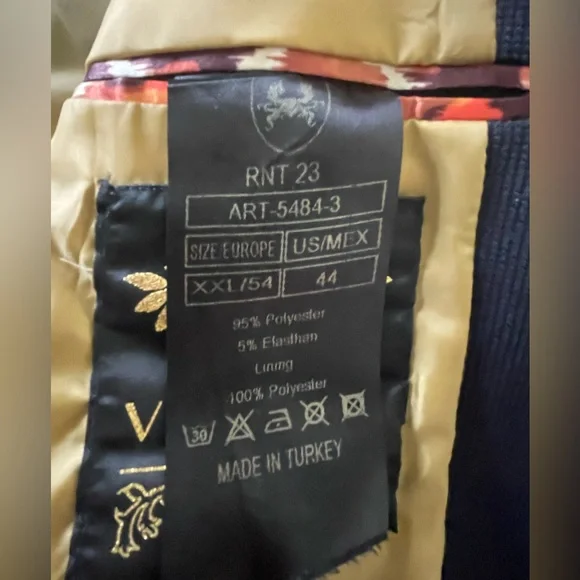 RNT 23
ART-5484-3
SIZE EUROPE US/MEX
XXL/54 44
95% Polyester
5% Elasthan
Lining
100% Polyester
30
MADE IN TURKEY
V